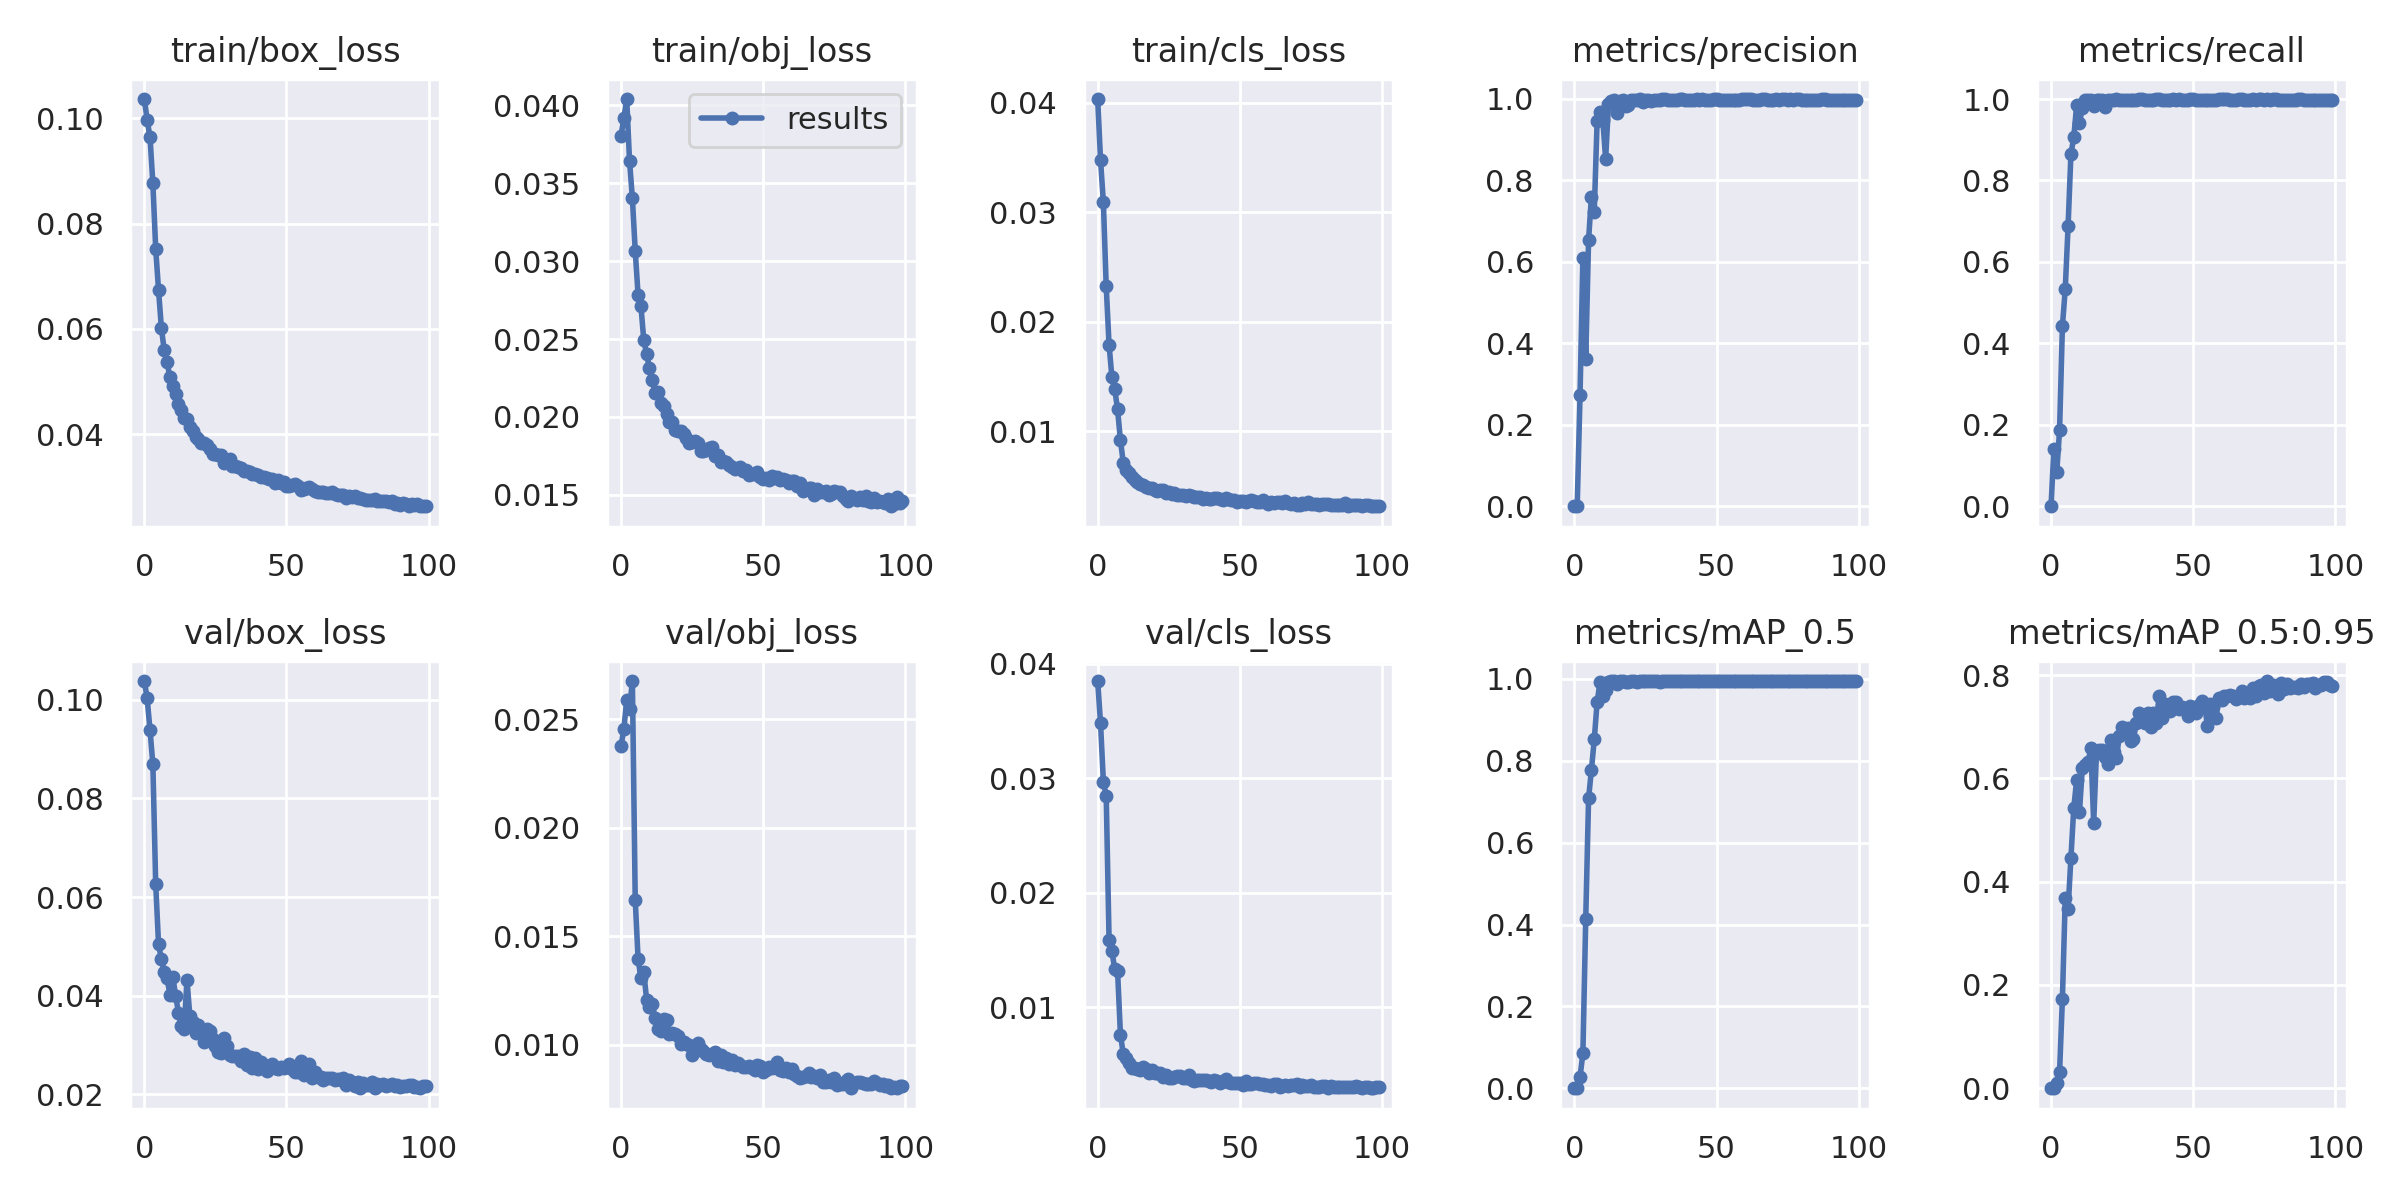 train/box_loss
train/obj_loss
train/cls_loss
metrics/precision
metrics/recall
0.10
0.08
0.06
0.04
0 50 100
0.040
0.035
0.030
0.025
0.020
0.015
results
0 50 100
0.04
0.03
0.02
0.01
0 50 100
1.0
0.8
0.6
0.4
0.2
0.0
0 50 100
1.0
0.8
0.6
0.4
0.2
0.0
0 50 100
val/box_loss
val/obj_loss
val/cls_loss
metrics/mAP_0.5
metrics/mAP_0.5:0.95
0.10
0.08
0.06
0.04
0.02
0 50 100
0.025
0.020
0.015
0.010
0 50 100
0.04
0.03
0.02
0.01
0 50 100
1.0
0.8
0.6
0.4
0.2
0.0
0 50 100
0.8
0.6
0.4
0.2
0.0
0 50 100